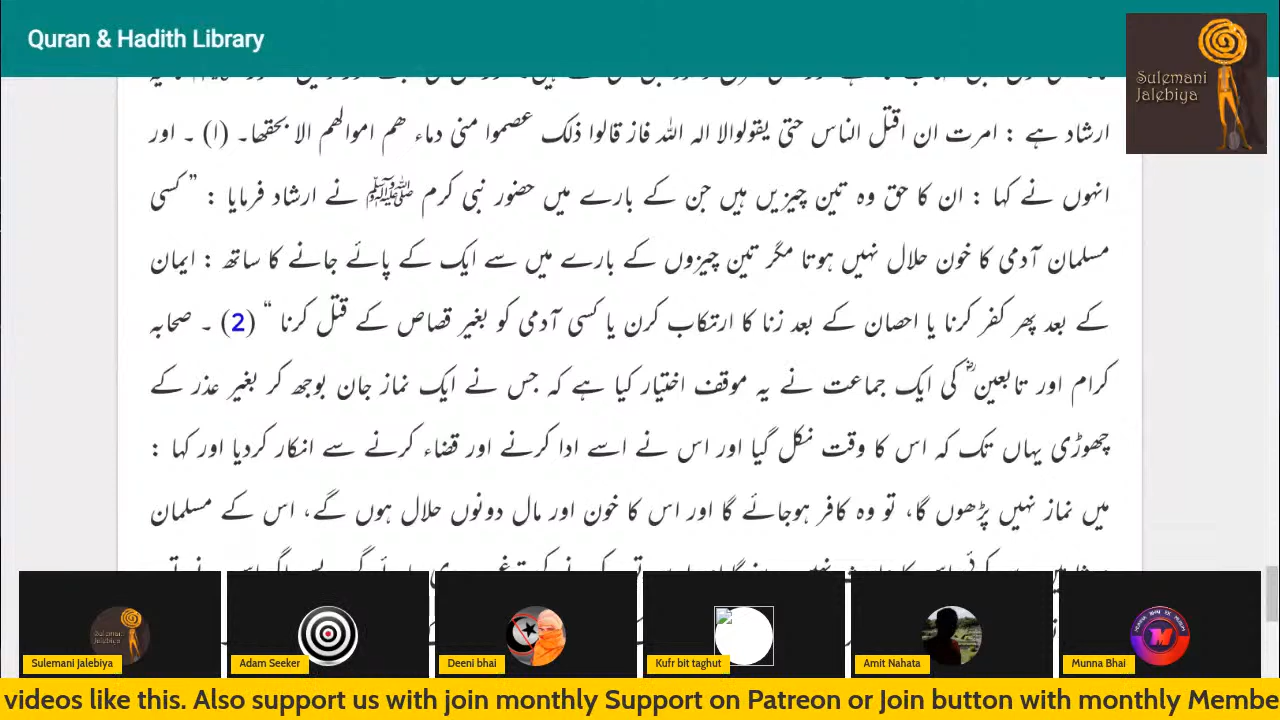 Quran & Hadith Library
Sulemani
Jalebiya
ارشاد ہے : امرت ان اقتل الناس حتیٰ یقولوالا الہ اللہ فاز قالوا ذلک عصموا منی دماء ھم اموالھم الا بحقھا۔ (ا) ۔ اور
انہوں نے کہا : ان کا حق وہ تین چیزیں ہیں جن کے بارے میں حضور نبی کرم ﷺ نے ارشاد فرمایا : ” کسی
مسلمان آدمی کا خون حلال نہیں ہوتا مگر تین چیزوں کے بارے میں سے ایک کے پائے جانے کا ساتھ : ایمان
کے بعد پھر کفر کرنا یا احصان کے بعد زنا کا ارتکاب کرن یا کسی آدمی کو بغیر قصاص کے قتل کرنا “ (2) ۔ صحابہ
کرام اور تابعین ؓ کی ایک جماعت نے یہ موقف اختیار کیا ہے کہ جس نے ایک نماز جان بوجھ کر بغیر عذر کے
چھوڑی یہاں تک کہ اس کا وقت نکل گیا اور اس نے اسے ادا کرنے اور قضاء کرنے سے انکار کردیا اور کہا :
میں نماز نہیں پڑھوں گا، تو وہ کافر ہوجائے گا اور اس کا خون اور مال دونوں حلال ہوں گے، اس کے مسلمان
Sulemani Jalebiya
Adam Seeker
Deeni bhai
Kufr bit taghut
Amit Nahata
Munna Bhai
videos like this. Also support us with join monthly Support on Patreon or Join button with monthly Membe